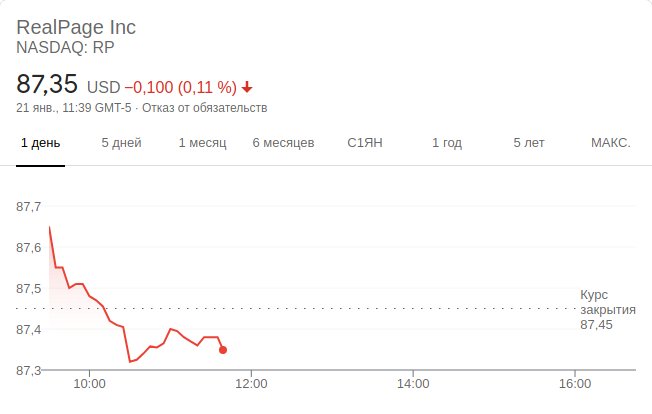 RealPage Inc
NASDAQ: RP
87,35 USD −0,100 (0,11 %)
21 янв., 11:39 GMT-5 · Отказ от обязательств
1 день 5 дней 1 месяц 6 месяцев С1ЯН 1 год 5 лет МАКС.
87,7
87,6
87,5
87,4
87,3
Курс
закрытия
87,45
10:00 12:00 14:00 16:00